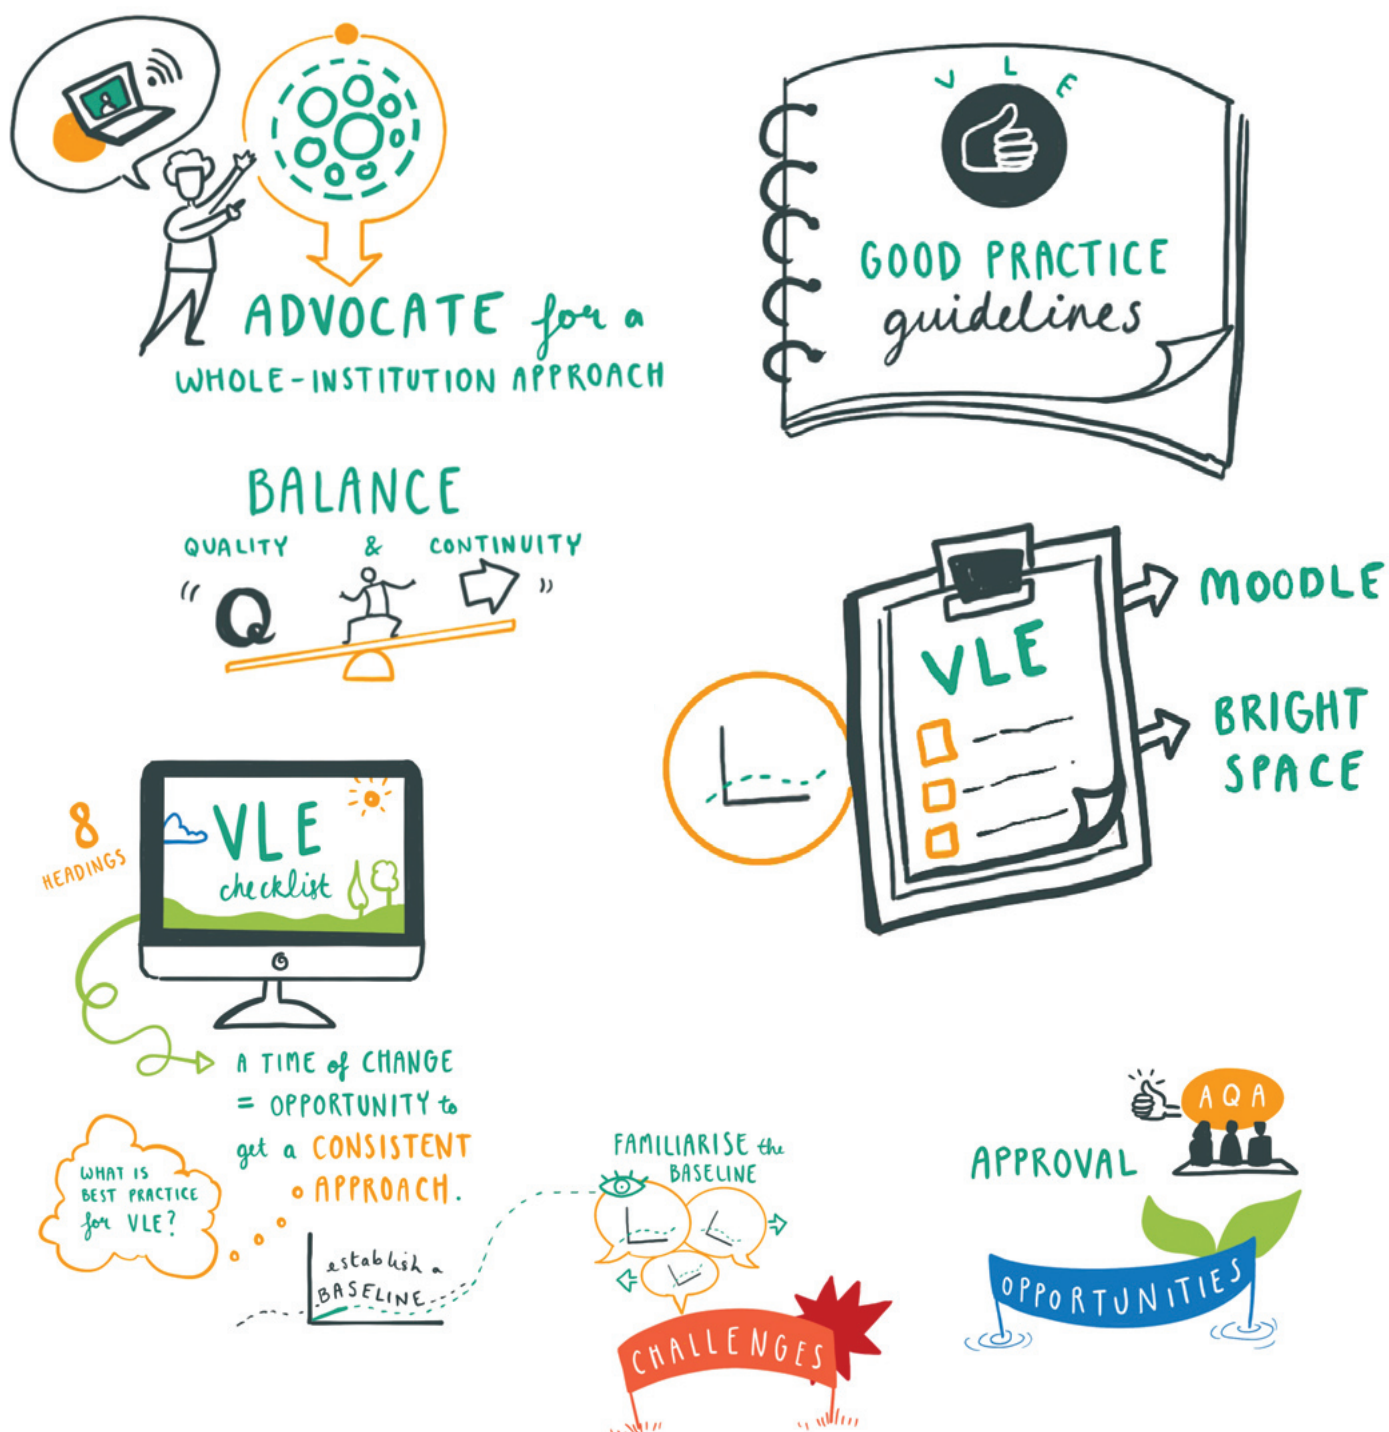 ADVOCATE for a
WHOLE-INSTITUTION APPROACH
VLE
GOOD PRACTICE
guidelines
BALANCE
QUALITY & CONTINUITY
Q
VLE
MOODLE
BRIGHT
SPACE
8
HEADINGS
VLE
checklist
A TIME of CHANGE
= OPPORTUNITY to
get a CONSISTENT
APPROACH.
WHAT IS
BEST PRACTICE
for VLE?
establish a
BASELINE
FAMILIARISE the
BASELINE
CHALLENGES
AQA
APPROVAL
OPPORTUNITIES